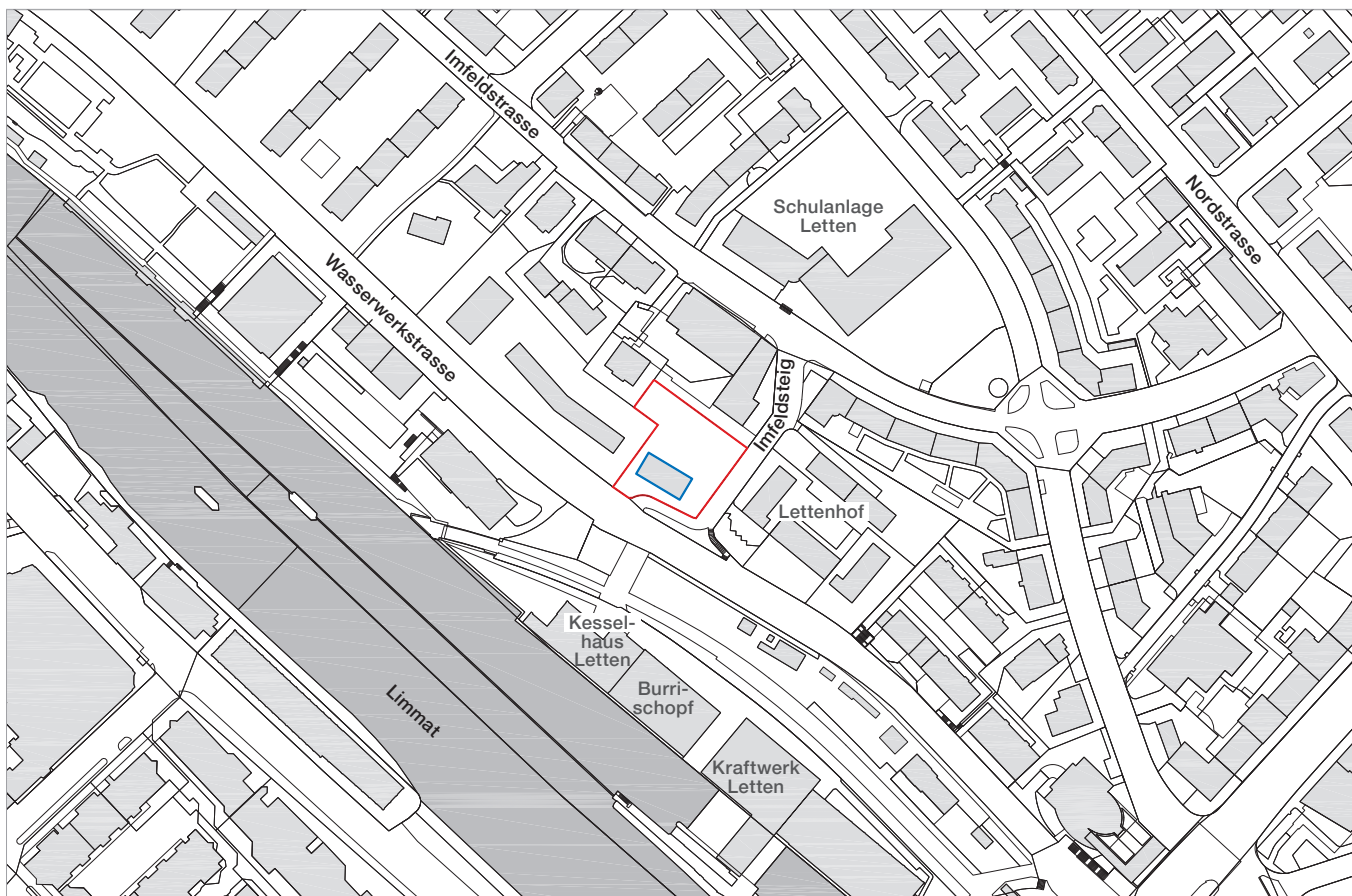 Imfeldstrasse
Schulanlage
Letten
Nordstrasse
Wasserwerkstrasse
Imfeldsteig
Lettenhof
Kessel-
haus
Letten
Burri-
schopf
Limmat
Kraftwerk
Letten